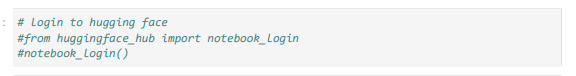 # Login to hugging face
#from huggingface_hub import notebook_login
#notebook_login()